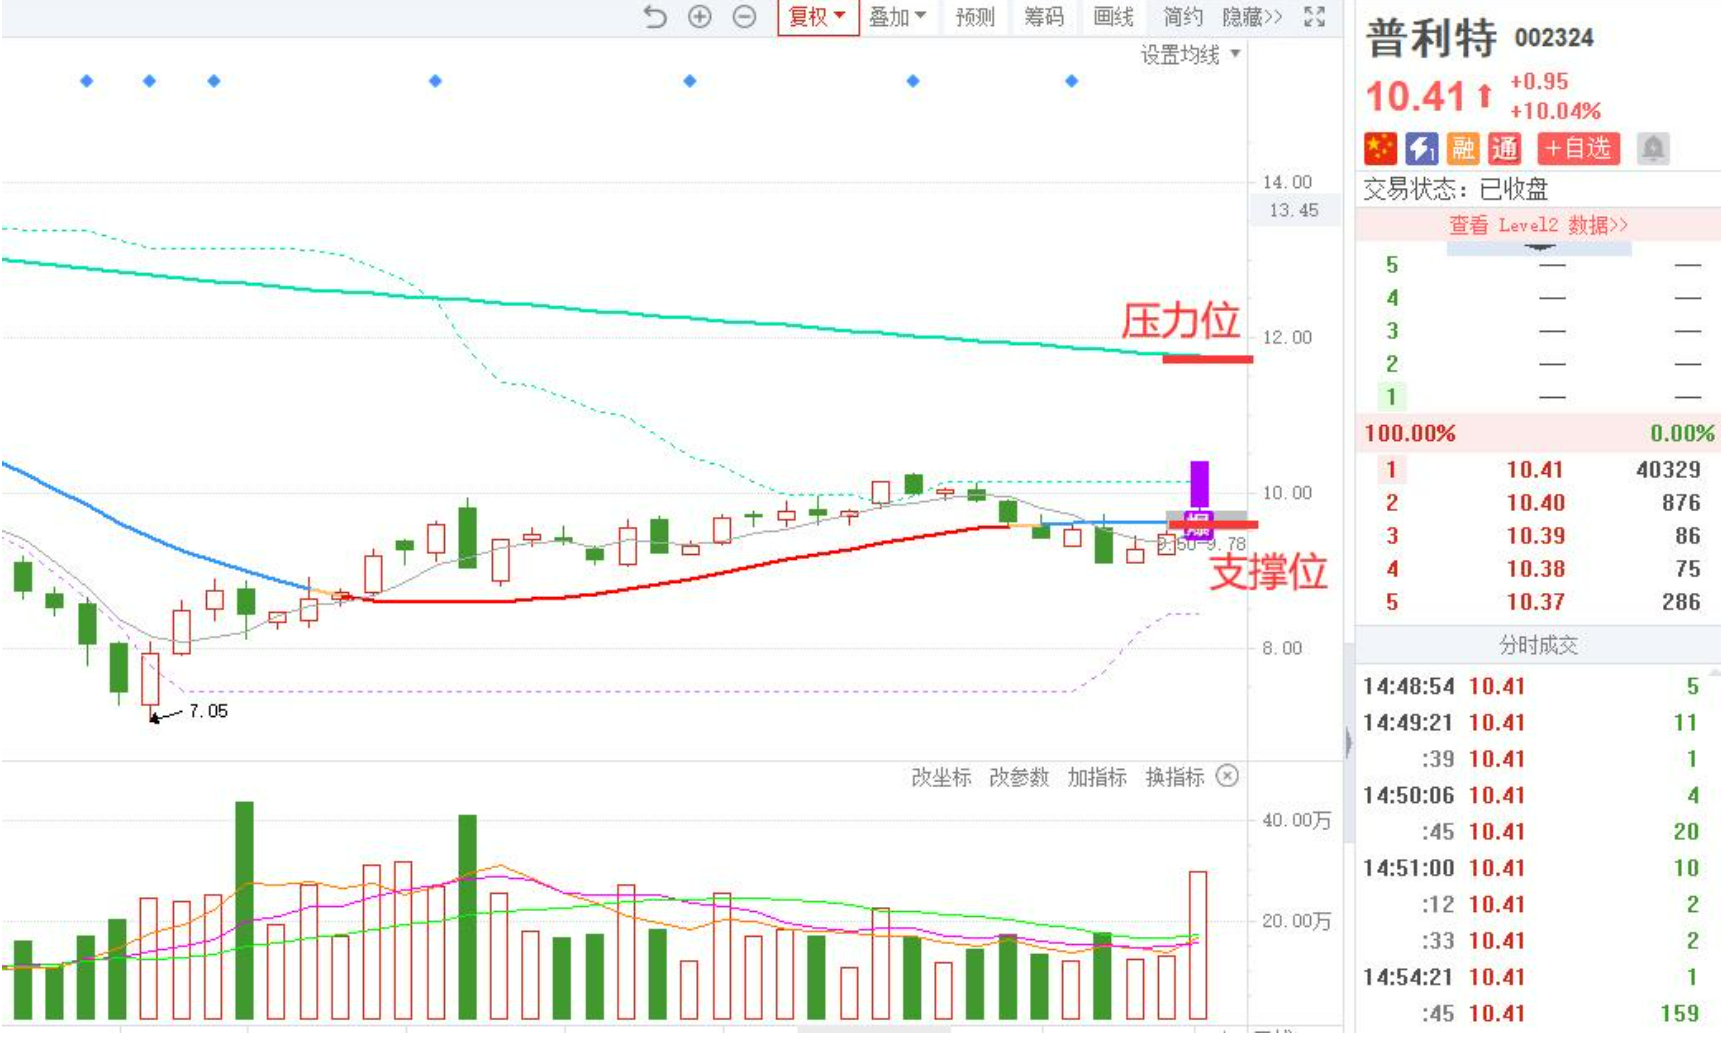 复权 叠加 预测 筹码 画线 简约 隐藏>>
设置均线
14.00
13.45
压力位
12.00
10.00
爆
9.50-9.78
支撑位
8.00
7.05
改坐标 改参数 加指标 换指标
40.00万
20.00万
普利特 002324
10.41 +0.95
+10.04%
融 通 +自选
交易状态：已收盘
查看 Level2 数据>>
5 — —
4 — —
3 — —
2 — —
1 — —
100.00% 0.00%
1 10.41 40329
2 10.40 876
3 10.39 86
4 10.38 75
5 10.37 286
分时成交
14:48:54 10.41 5
14:49:21 10.41 11
:39 10.41 1
14:50:06 10.41 4
:45 10.41 20
14:51:00 10.41 10
:12 10.41 2
:33 10.41 2
14:54:21 10.41 1
:45 10.41 159